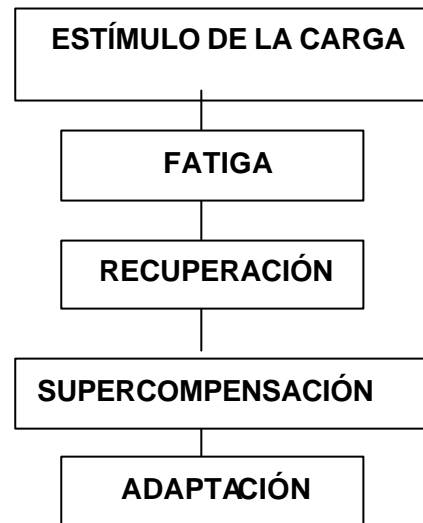 ESTÍMULO DE LA CARGA
FATIGA
RECUPERACIÓN
SUPERCOMPENSACIÓN
ADAPTACIÓN